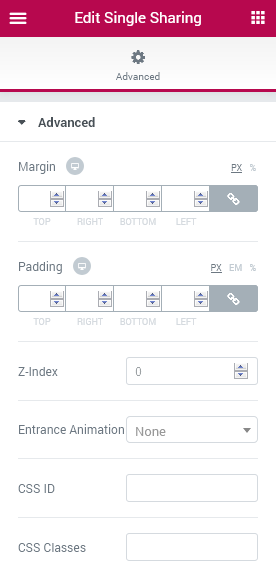 Edit Single Sharing
Advanced
Advanced
Margin PX %
TOP RIGHT BOTTOM LEFT
Padding PX EM %
TOP RIGHT BOTTOM LEFT
Z-Index 0
Entrance Animation None
CSS ID
CSS Classes